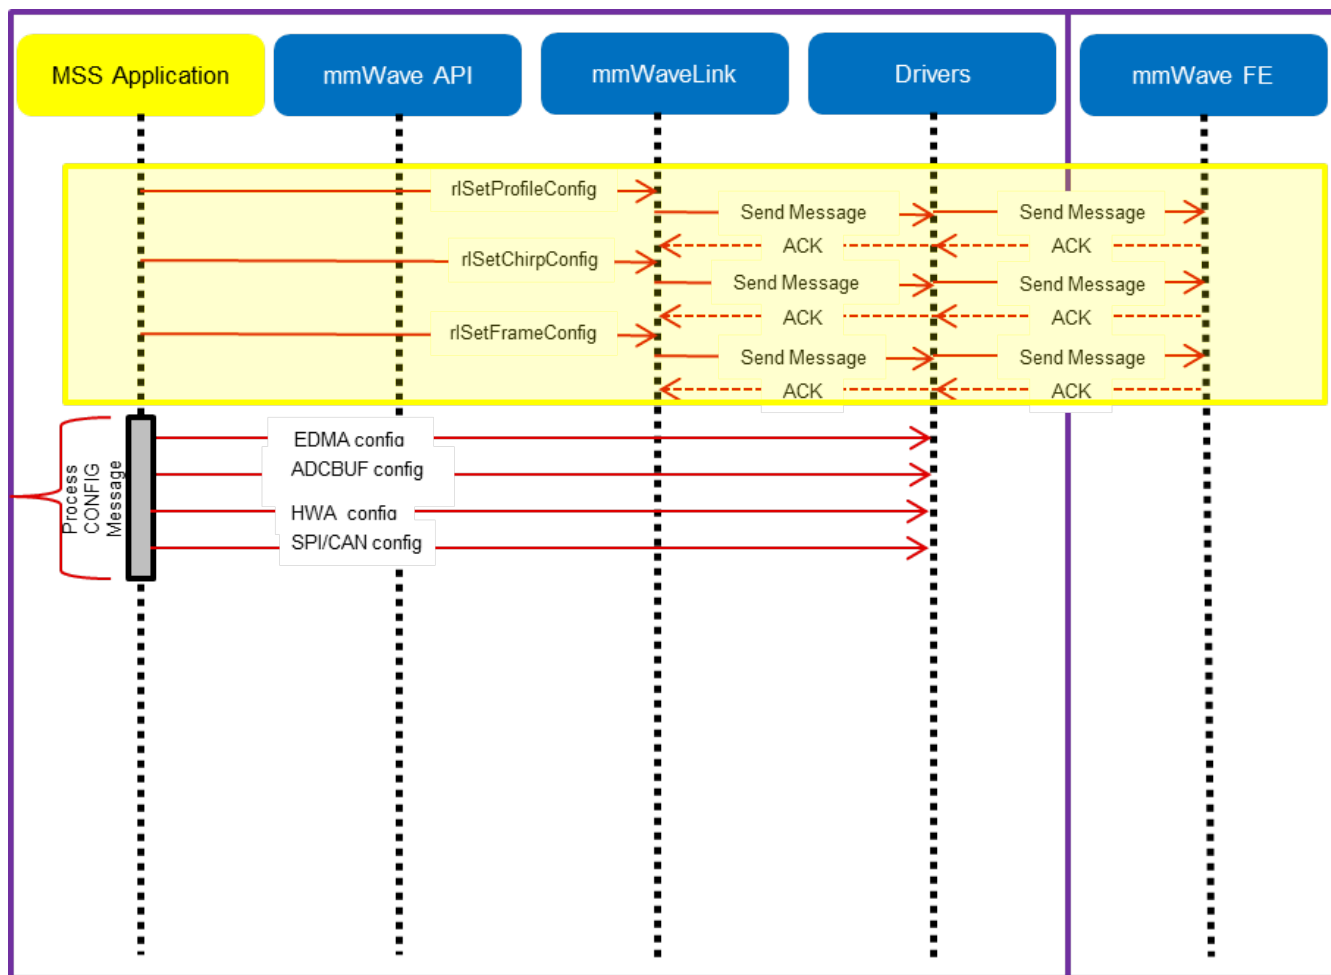 MSS Application
mmWave API
mmWaveLink
Drivers
mmWave FE
rlSetProfileConfig
Send Message
Send Message
ACK
ACK
rlSetChirpConfig
Send Message
Send Message
ACK
ACK
rlSetFrameConfig
Send Message
Send Message
ACK
ACK
Process
CONFIG
Message
EDMA config
ADCBUF config
HWA config
SPI/CAN config